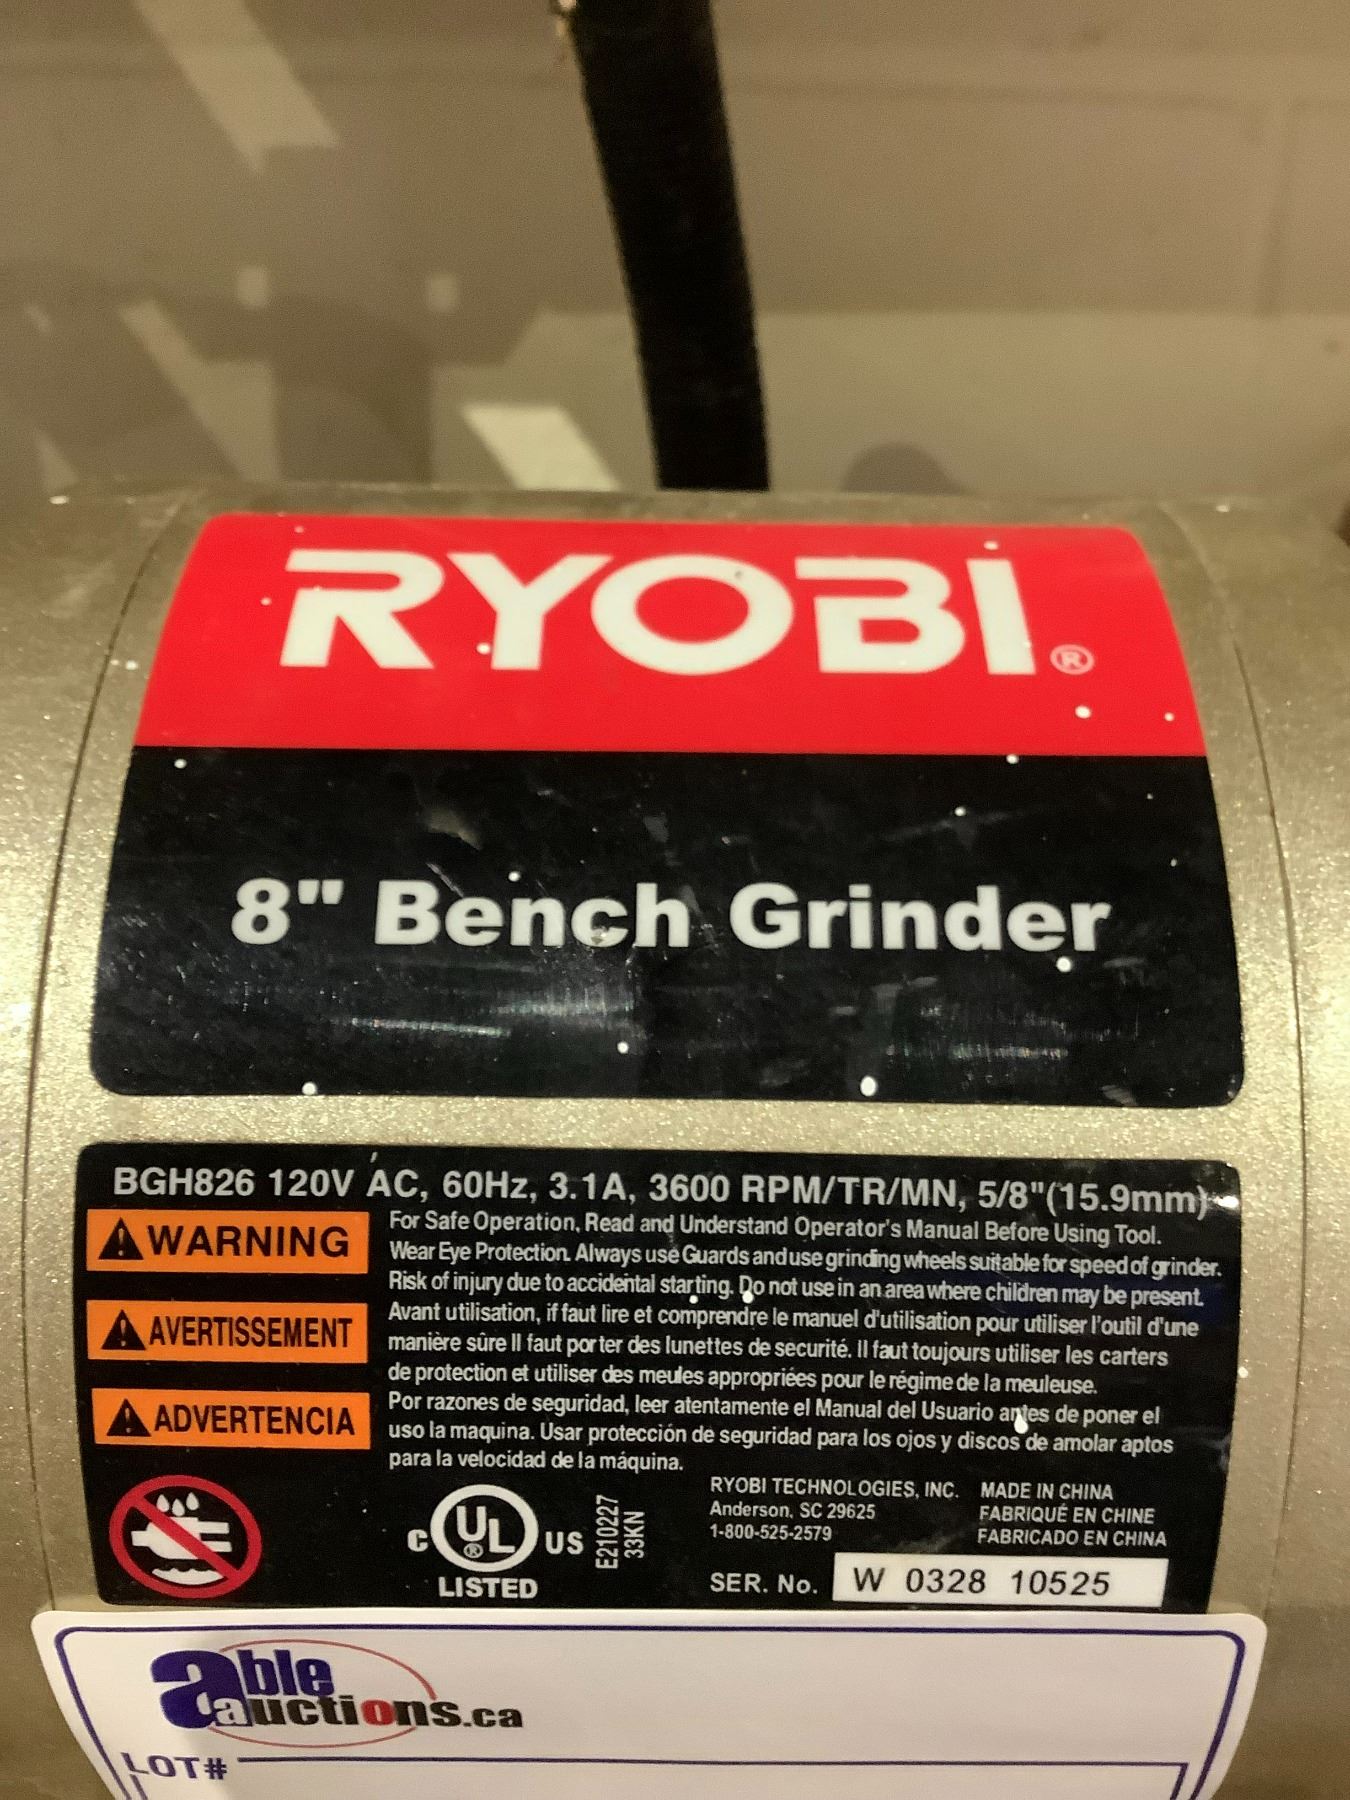 RYOBI®
8" Bench Grinder
BGH826 120V AC, 60Hz, 3.1A, 3600 RPM/TR/MN, 5/8"(15.9mm)
WARNING
For Safe Operation, Read and Understand Operator's Manual Before Using Tool.
Wear Eye Protection. Always use Guards and use grinding wheels suitable for speed of grinder.
Risk of injury due to accidental starting. Do not use in an area where children may be present.
AVERTISSEMENT
Avant utilisation, if faut lire et comprendre le manuel d'utilisation pour utiliser l'outil d'une
manière sûre Il faut porter des lunettes de securité. Il faut toujours utiliser les carters
de protection et utiliser des meules appropriées pour le régime de la meuleuse.
ADVERTENCIA
Por razones de seguridad, leer atentamente el Manual del Usuario antes de poner el
uso la maquina. Usar protección de seguridad para los ojos y discos de amolar aptos
para la velocidad de la máquina.
C UL® US
LISTED
E210227
33KN
RYOBI TECHNOLOGIES, INC.
Anderson, SC 29625
1-800-525-2579
MADE IN CHINA
FABRIQUÉ EN CHINE
FABRICADO EN CHINA
SER. No. W 0328 10525
able
auctions.ca
LOT#